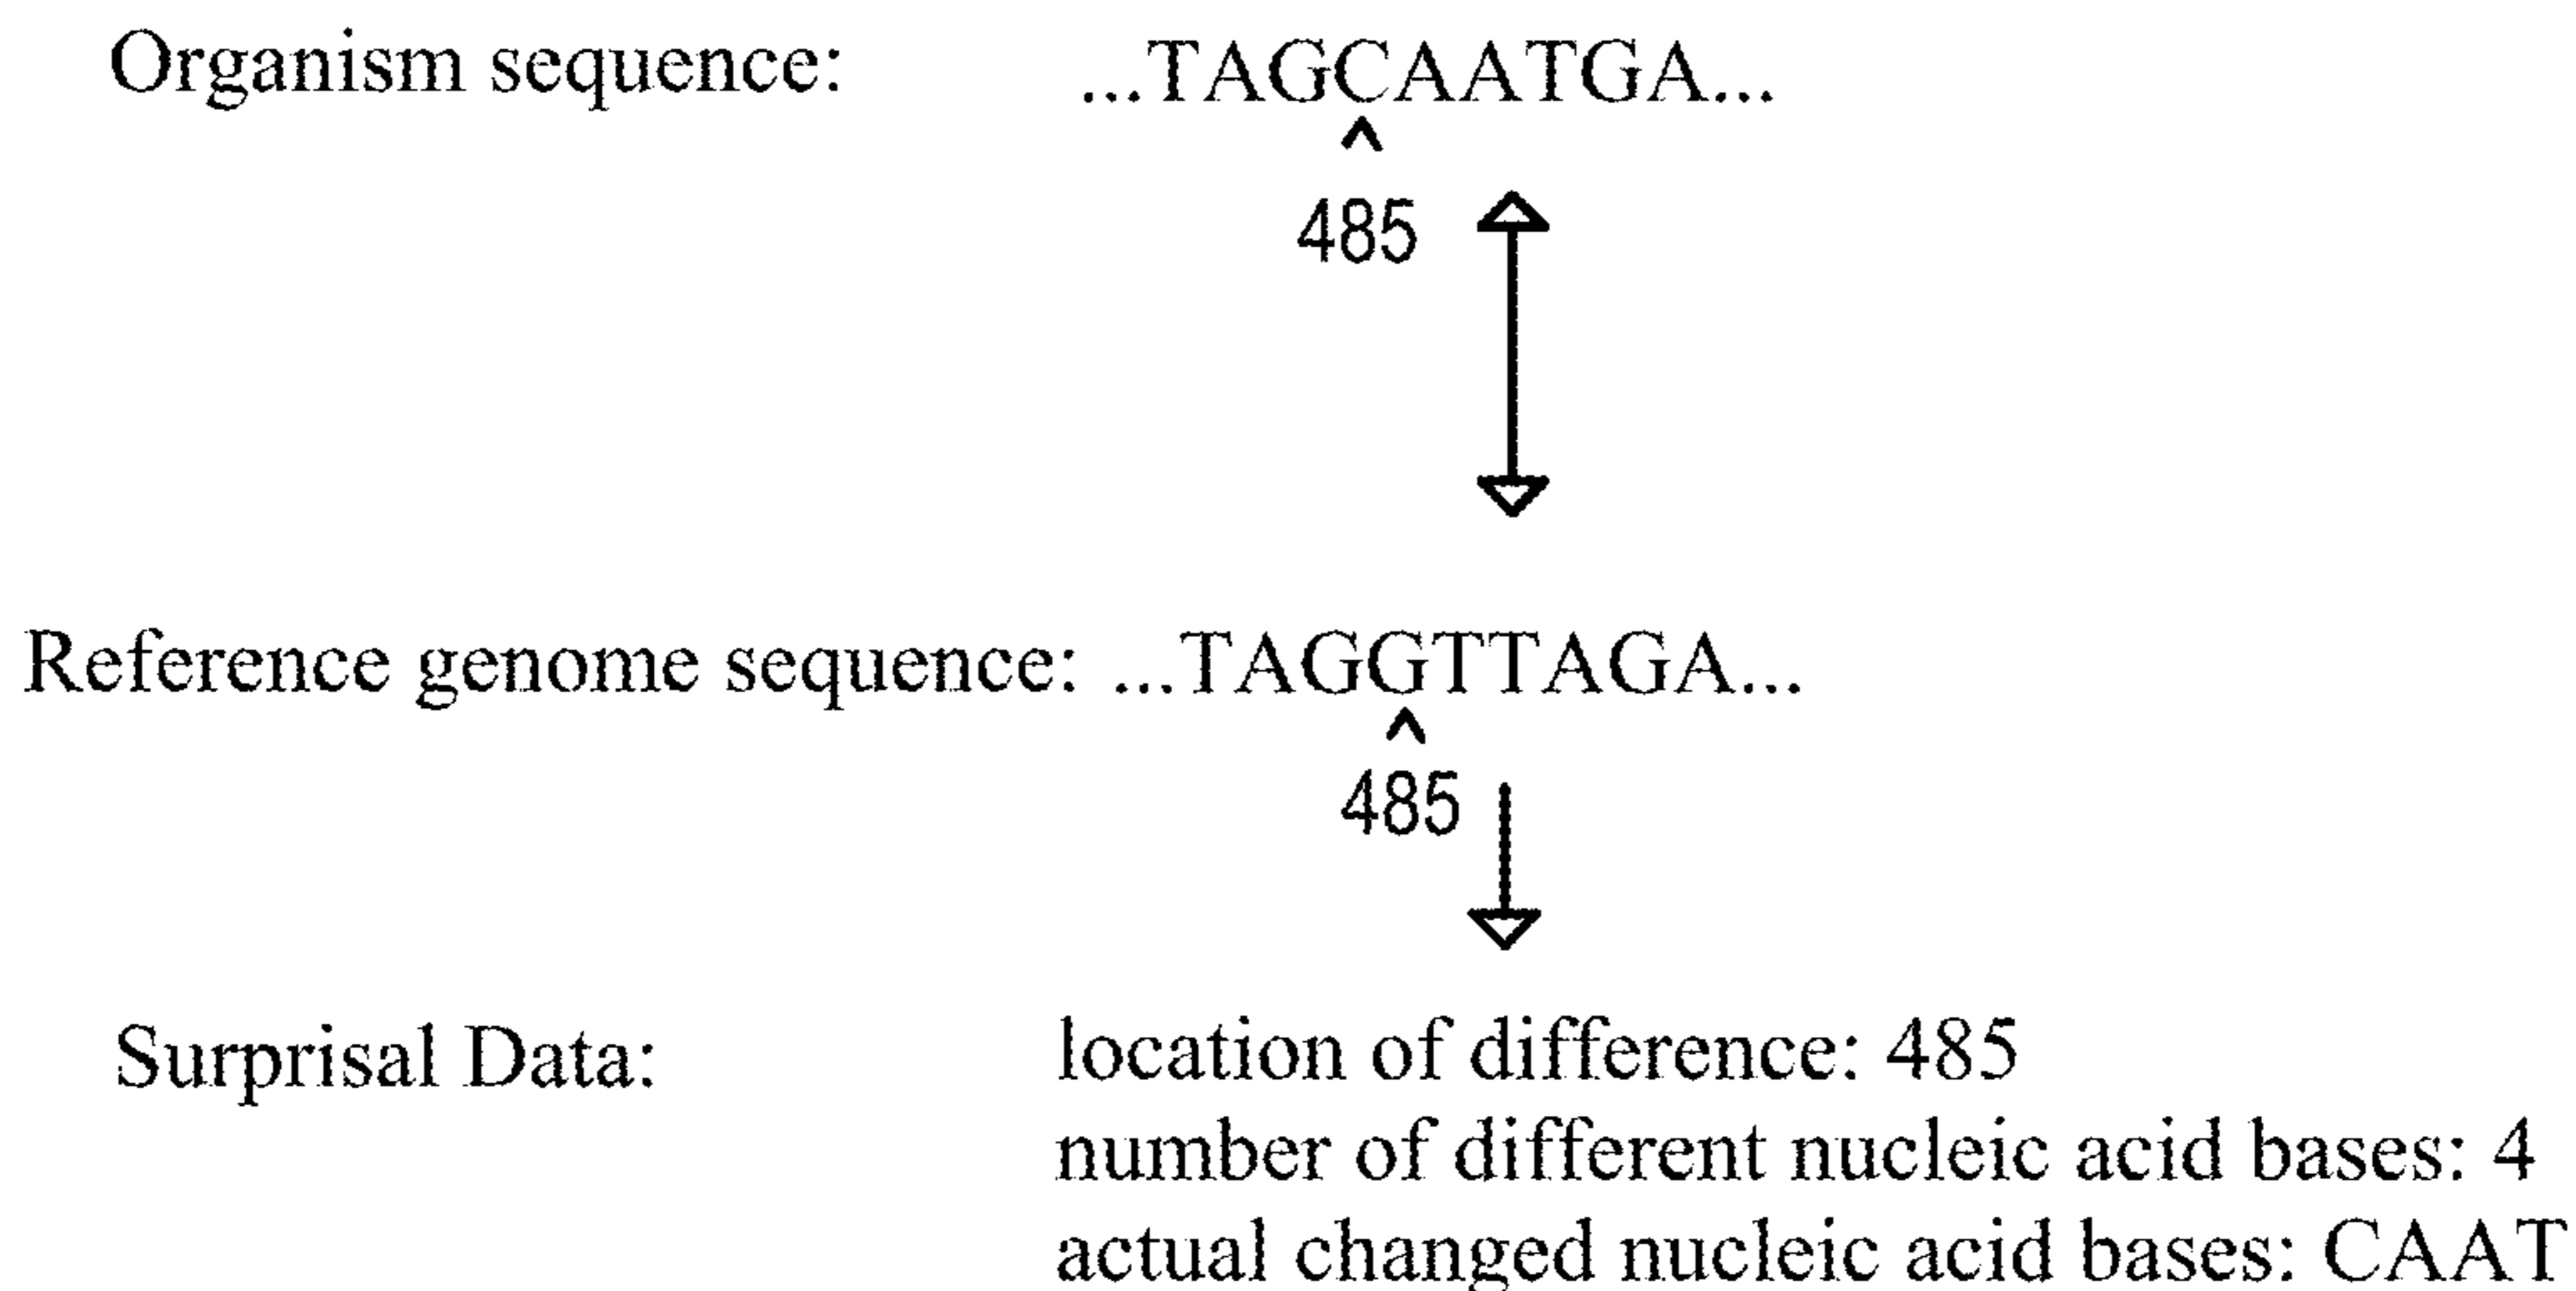 Organism sequence: ...TAGCAATGA...
^
485
Reference genome sequence: ...TAGGTTAGA...
^
485
Surprisal Data: location of difference: 485
number of different nucleic acid bases: 4
actual changed nucleic acid bases: CAAT